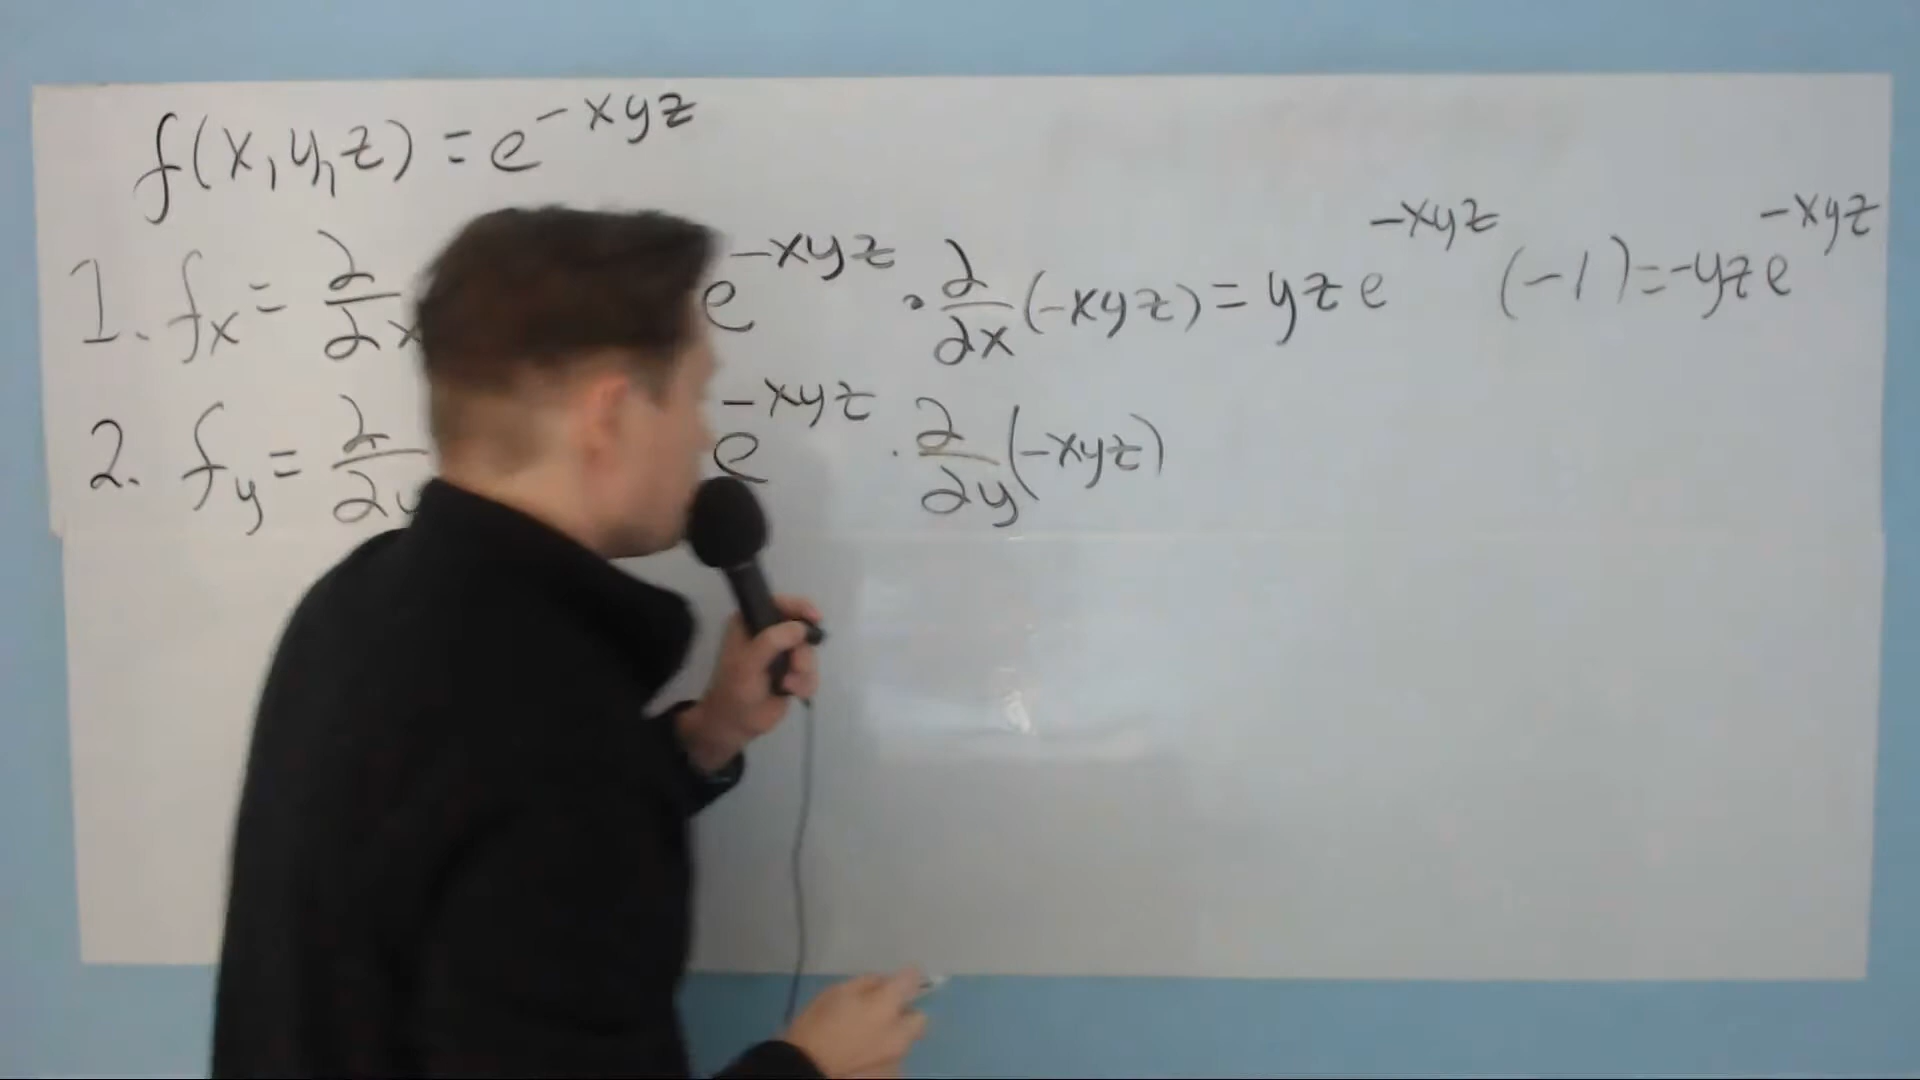 f(x,y,z) = e^{-xyz}
1. f_x = ∂/∂x e^{-xyz} · ∂/∂x (-xyz) = yz e^{-xyz} (-1) = -yz e^{-xyz}
2. f_y = ∂/∂y e^{-xyz} · ∂/∂y (-xyz)